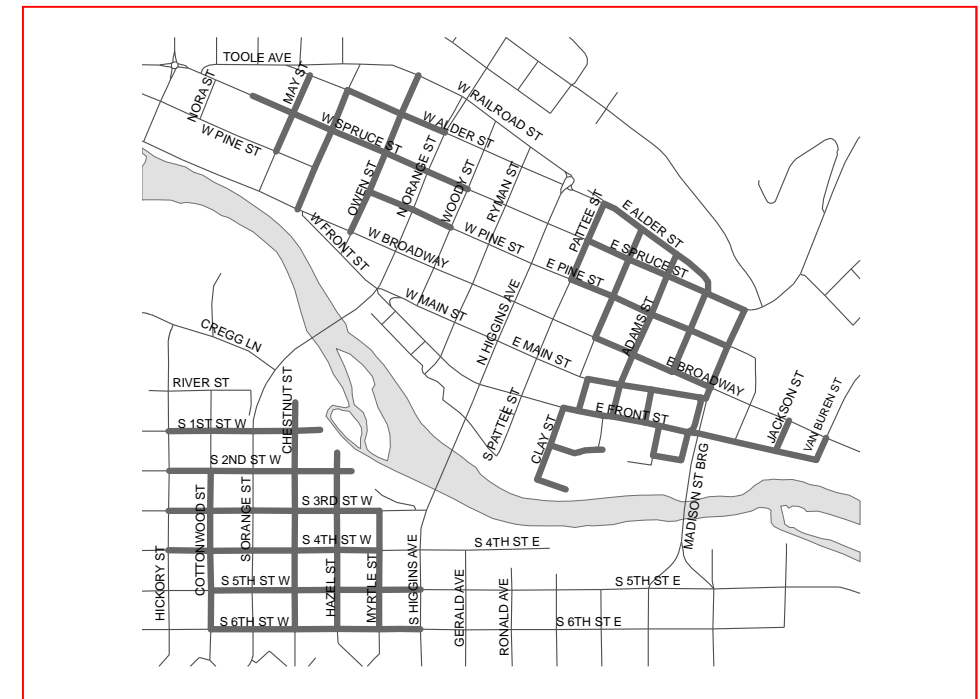 TOOLE AVE
NORA ST
MAY ST
W RAILROAD ST
W SPRUCE ST
W ALDER ST
W PINE ST
OWEN ST
N ORANGE ST
WOODY ST
RYMAN ST
PATTEE ST
E ALDER ST
W FRONT ST
W BROADWAY
W PINE ST
E SPRUCE ST
E PINE ST
W MAIN ST
N HIGGINS AVE
ADAMS ST
CREGG LN
E MAIN ST
E BROADWAY
RIVER ST
CHESTNUT ST
S PATTEE ST
CLAY ST
E FRONT ST
JACKSON ST
VAN BUREN ST
S 1ST ST W
S 2ND ST W
MADISON ST BRG
COTTONWOOD ST
S ORANGE ST
S 3RD ST W
S 4TH ST W
S 4TH ST E
HICKORY ST
HAZEL ST
MYRTLE ST
S HIGGINS AVE
GERALD AVE
RONALD AVE
S 5TH ST W
S 5TH ST E
S 6TH ST W
S 6TH ST E